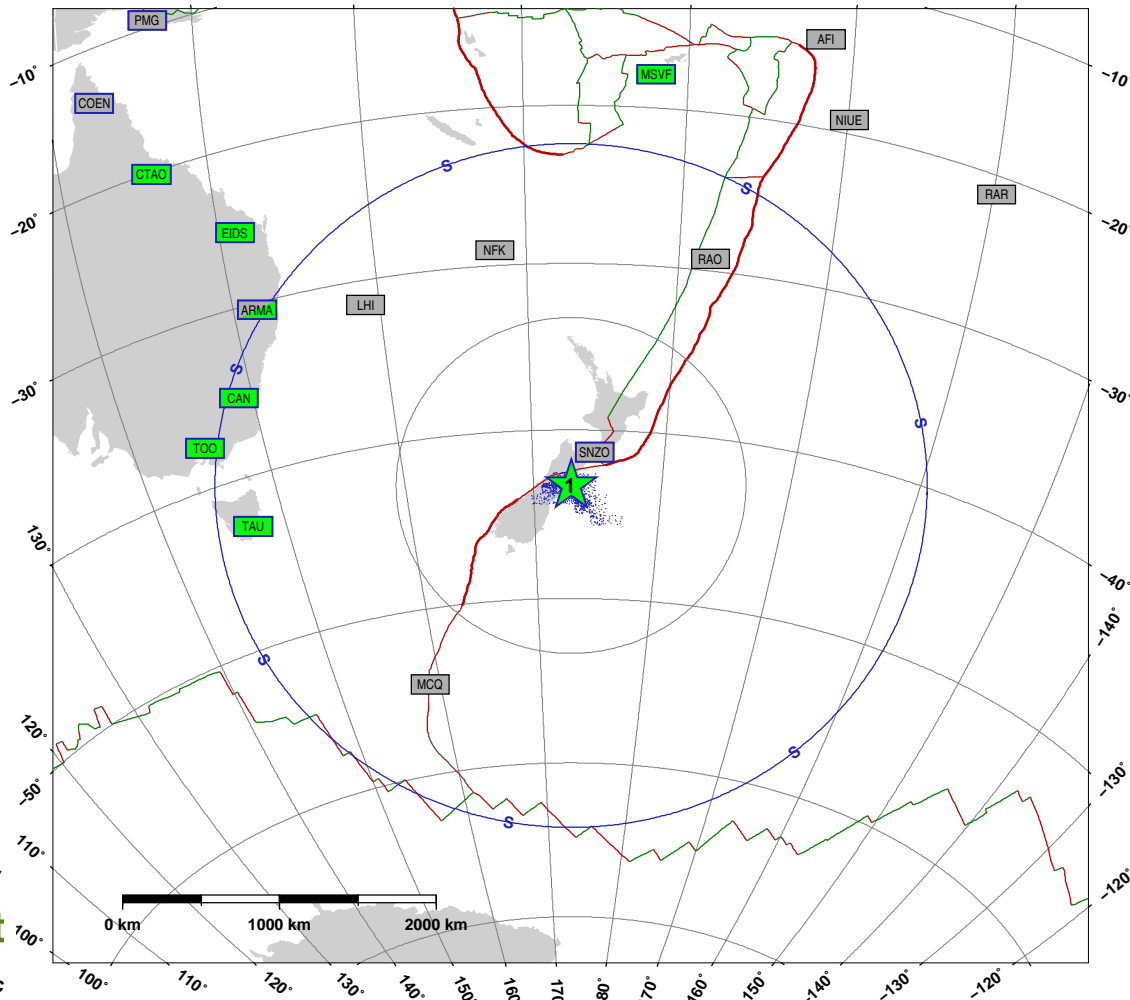 PMG
AFI
MSVF
−10°
−10°
COEN
NIUE
CTAO
S
S
RAR
−20°
−20°
EIDS
NFK
RAO
LHI
ARMA
S
−30°
−30°
CAN
S
TOO
SNZO
1
TAU
130°
−40°
−140°
S
MCQ
120°
S
−130°
−50°
S
110°
−120°
0 km 1000 km 2000 km
100°
100° 110° 120° 130° 140° 150° 160° 170° 180° −170° −160° −150° −140° −130° −120°